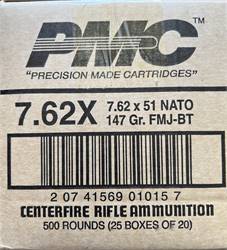 PMC™
"PRECISION MADE CARTRIDGES"
7.62X 7.62 x 51 NATO
147 Gr. FMJ-BT
2 07 41569 01015 7
CENTERFIRE RIFLE AMMUNITION
500 ROUNDS (25 BOXES OF 20)